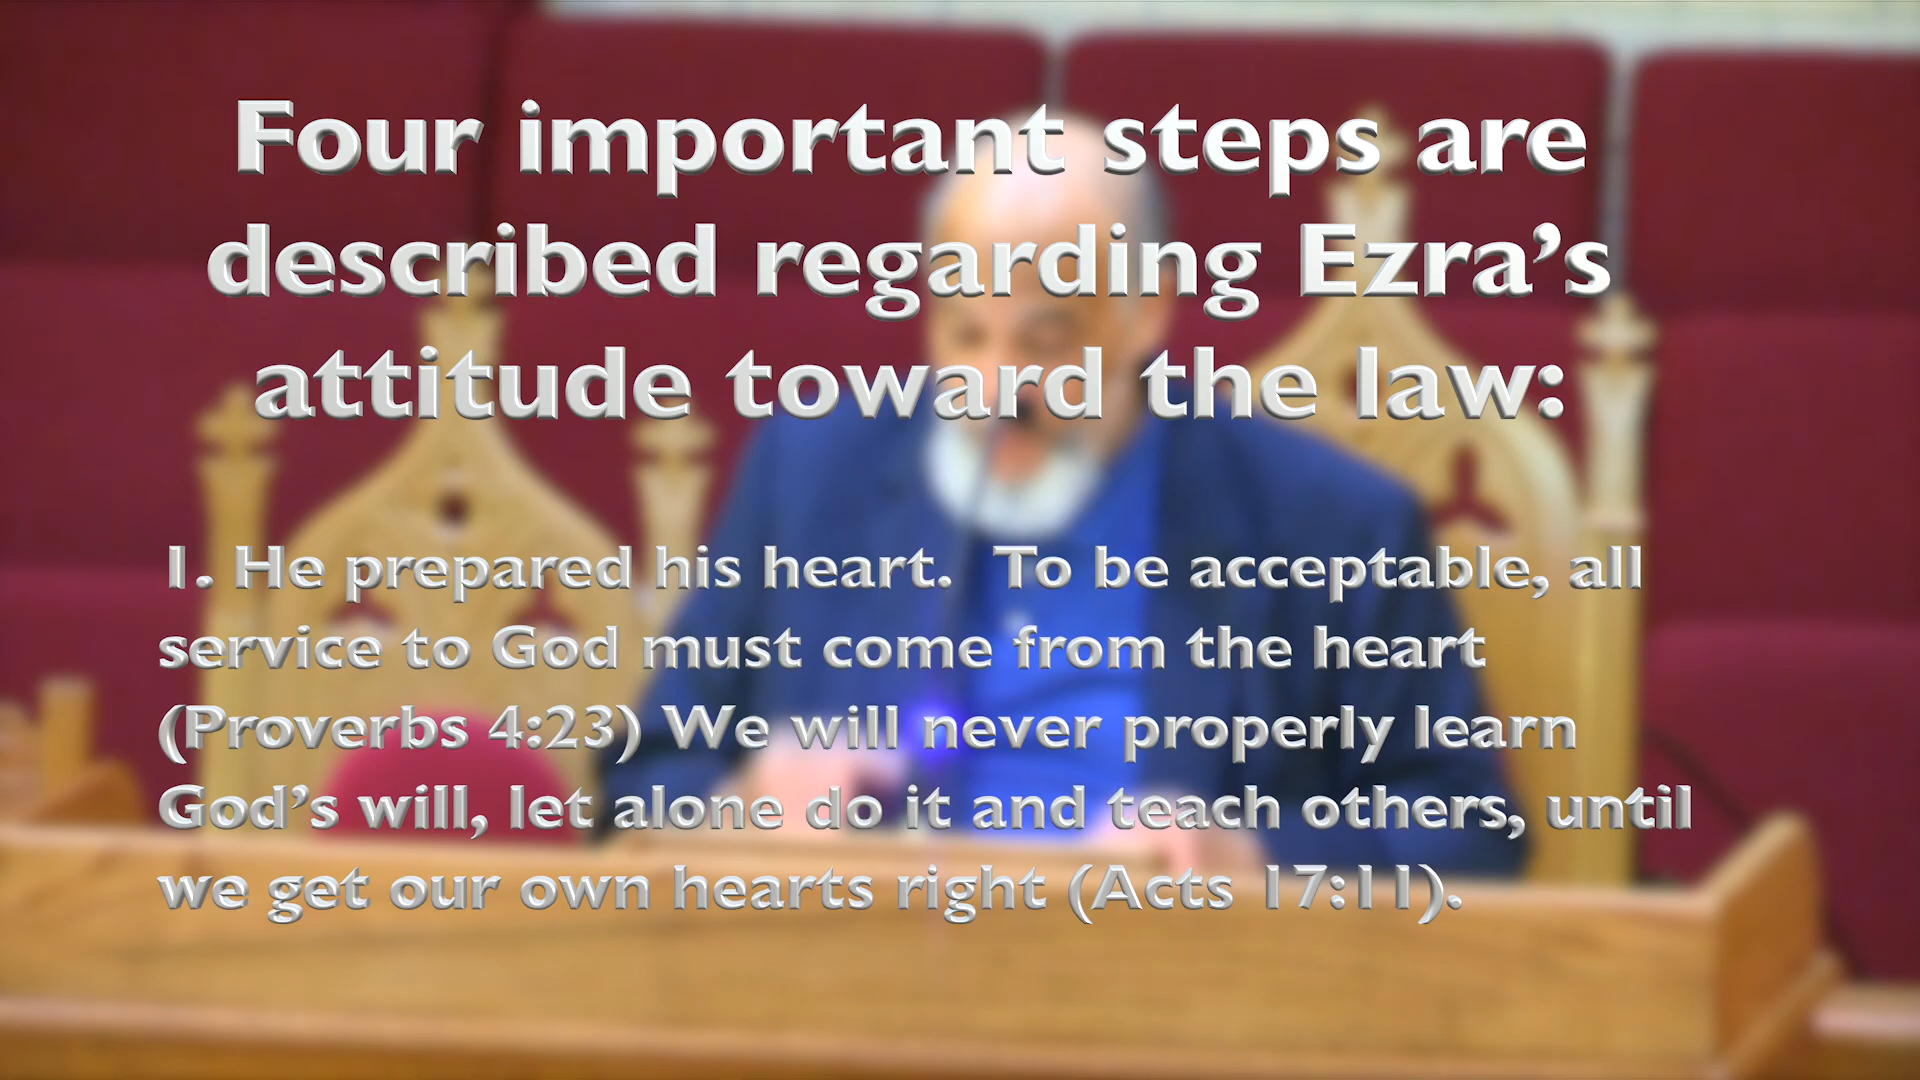 Four important steps are
described regarding Ezra’s
attitude toward the law:
1. He prepared his heart.  To be acceptable, all
service to God must come from the heart
(Proverbs 4:23) We will never properly learn
God’s will, let alone do it and teach others, until
we get our own hearts right (Acts 17:11).